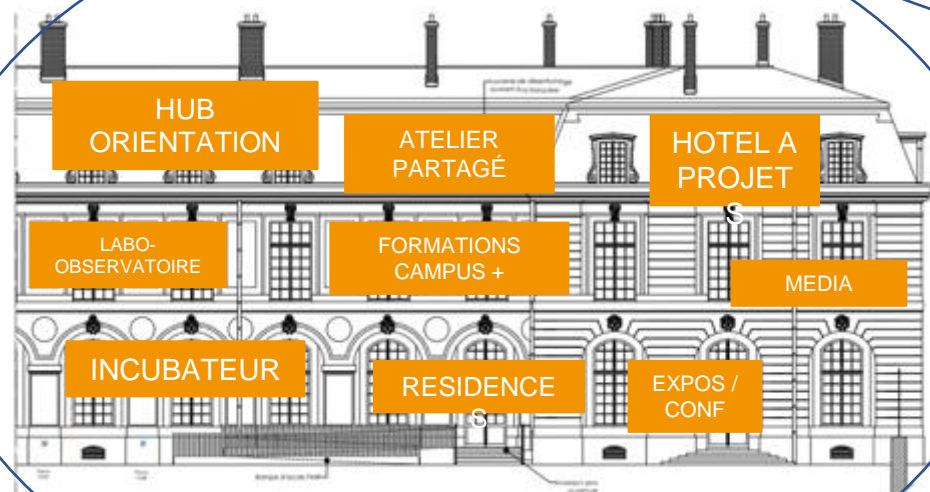 HUB
ORIENTATION
ATELIER
PARTAGÉ
HOTEL A
PROJET
S
LABO-
OBSERVATOIRE
FORMATIONS
CAMPUS +
MEDIA
INCUBATEUR
RESIDENCE
S
EXPOS /
CONF